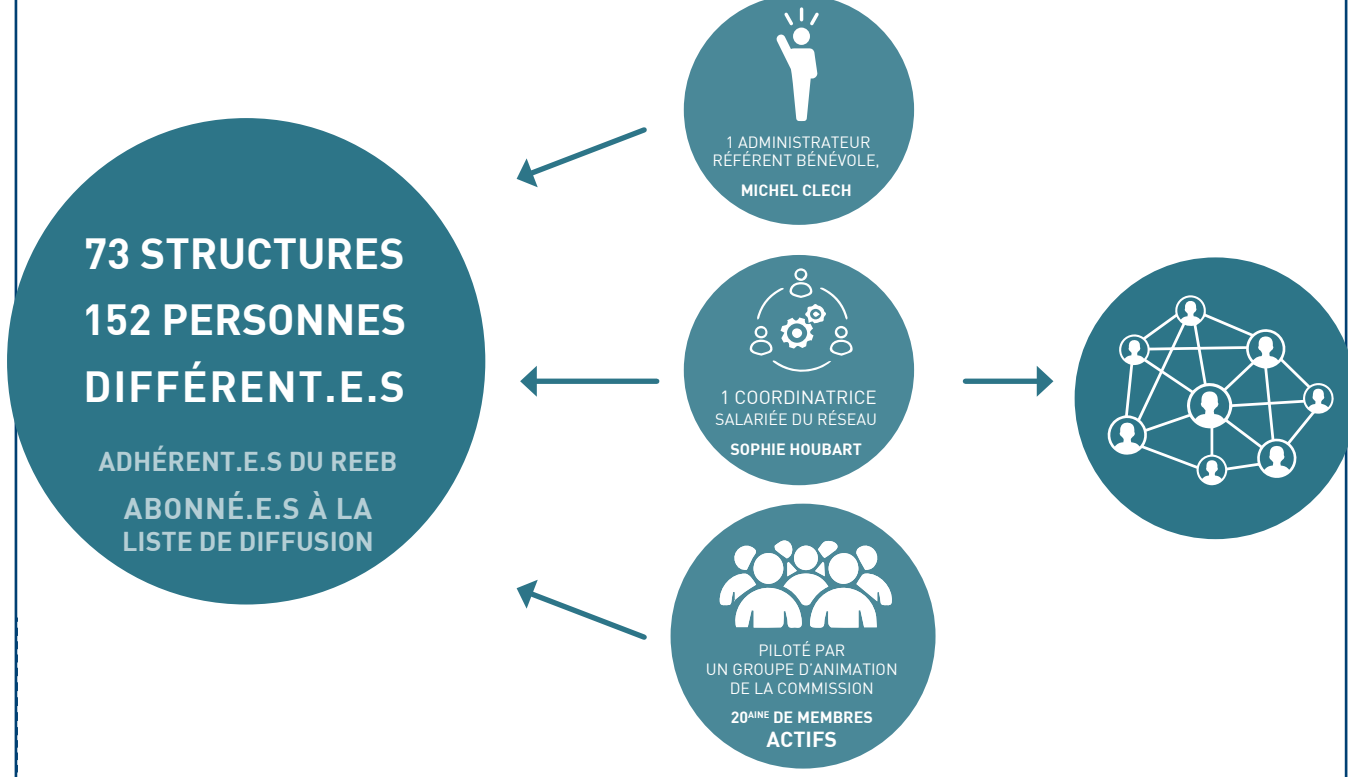 73 STRUCTURES
152 PERSONNES
DIFFÉRENT.E.S
ADHÉRENT.E.S DU REEB
ABONNÉ.E.S À LA
LISTE DE DIFFUSION
1 ADMINISTRATEUR
RÉFÉRENT BÉNÉVOLE,
MICHEL CLECH
1 COORDINATRICE
SALARIÉE DU RÉSEAU
SOPHIE HOUBART
PILOTÉ PAR
UN GROUPE D'ANIMATION
DE LA COMMISSION
20AINE DE MEMBRES
ACTIFS